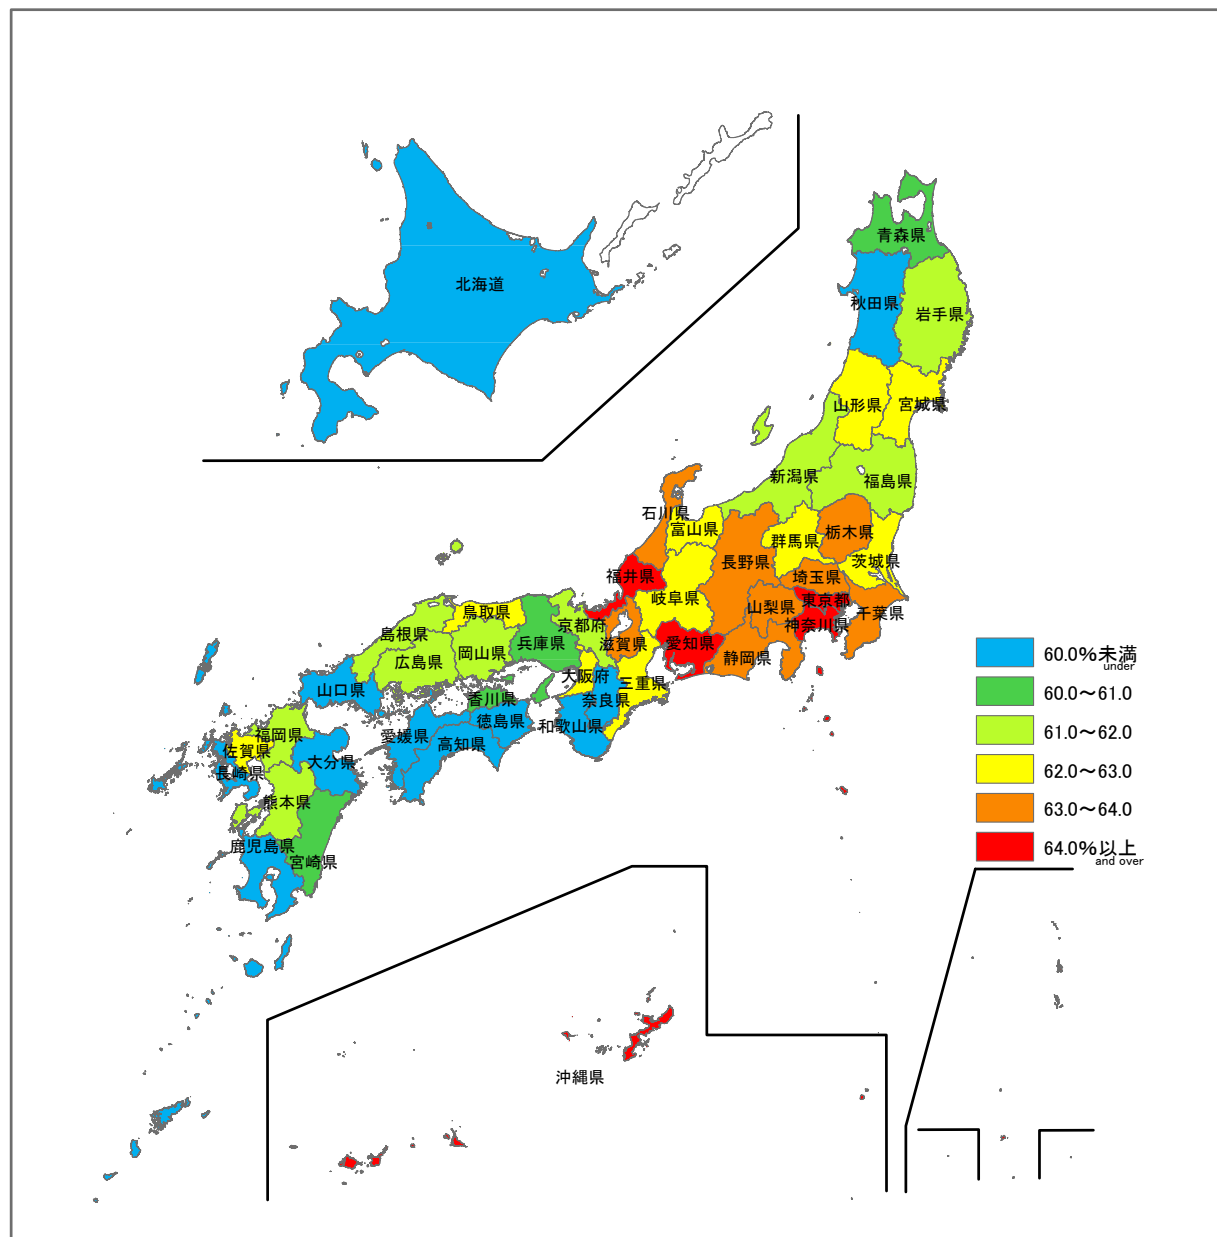 北海道
青森県
秋田県
岩手県
山形県
宮城県
新潟県
福島県
石川県
富山県
群馬県
栃木県
茨城県
長野県
福井県
岐阜県
埼玉県
山梨県
東京都
神奈川県
千葉県
愛知県
静岡県
滋賀県
京都府
鳥取県
島根県
兵庫県
岡山県
広島県
大阪府
三重県
奈良県
和歌山県
山口県
香川県
徳島県
愛媛県
高知県
福岡県
佐賀県
長崎県
大分県
熊本県
鹿児島県
宮崎県
沖縄県
60.0%未満
under
60.0～61.0
61.0～62.0
62.0～63.0
63.0～64.0
64.0%以上
and over